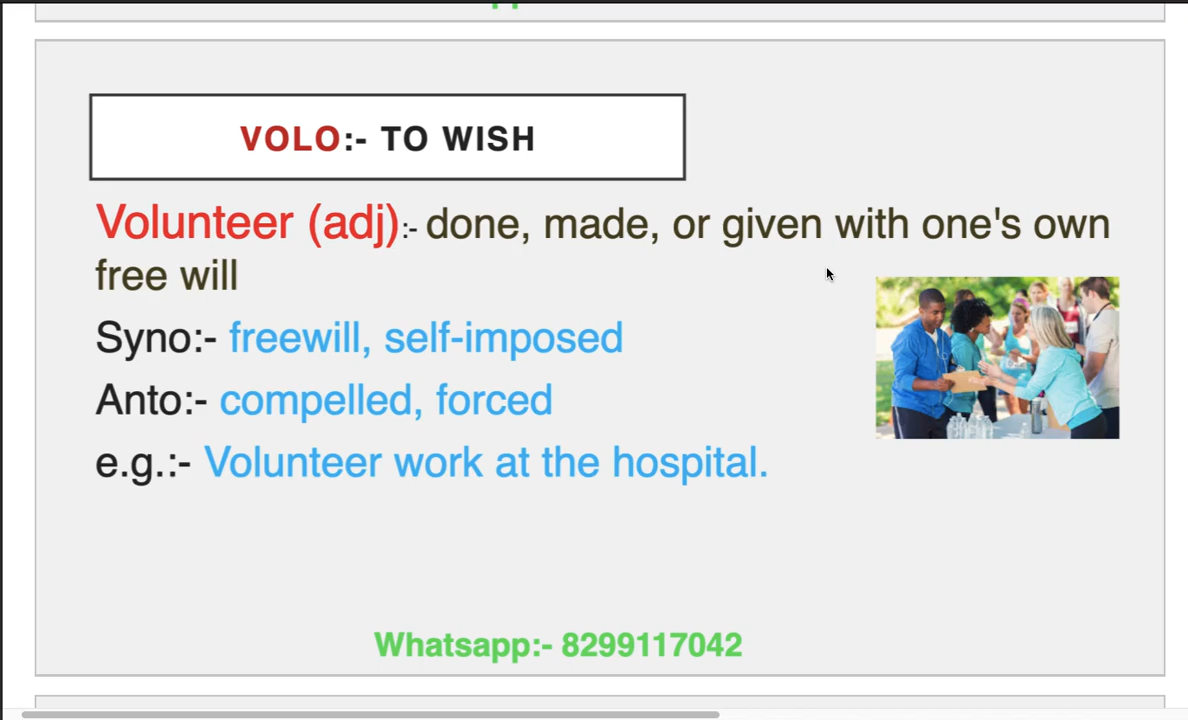 VOLO:- TO WISH
Volunteer (adj):- done, made, or given with one's own
free will
Syno:- freewill, self-imposed
Anto:- compelled, forced
e.g.:- Volunteer work at the hospital.
Whatsapp:- 8299117042